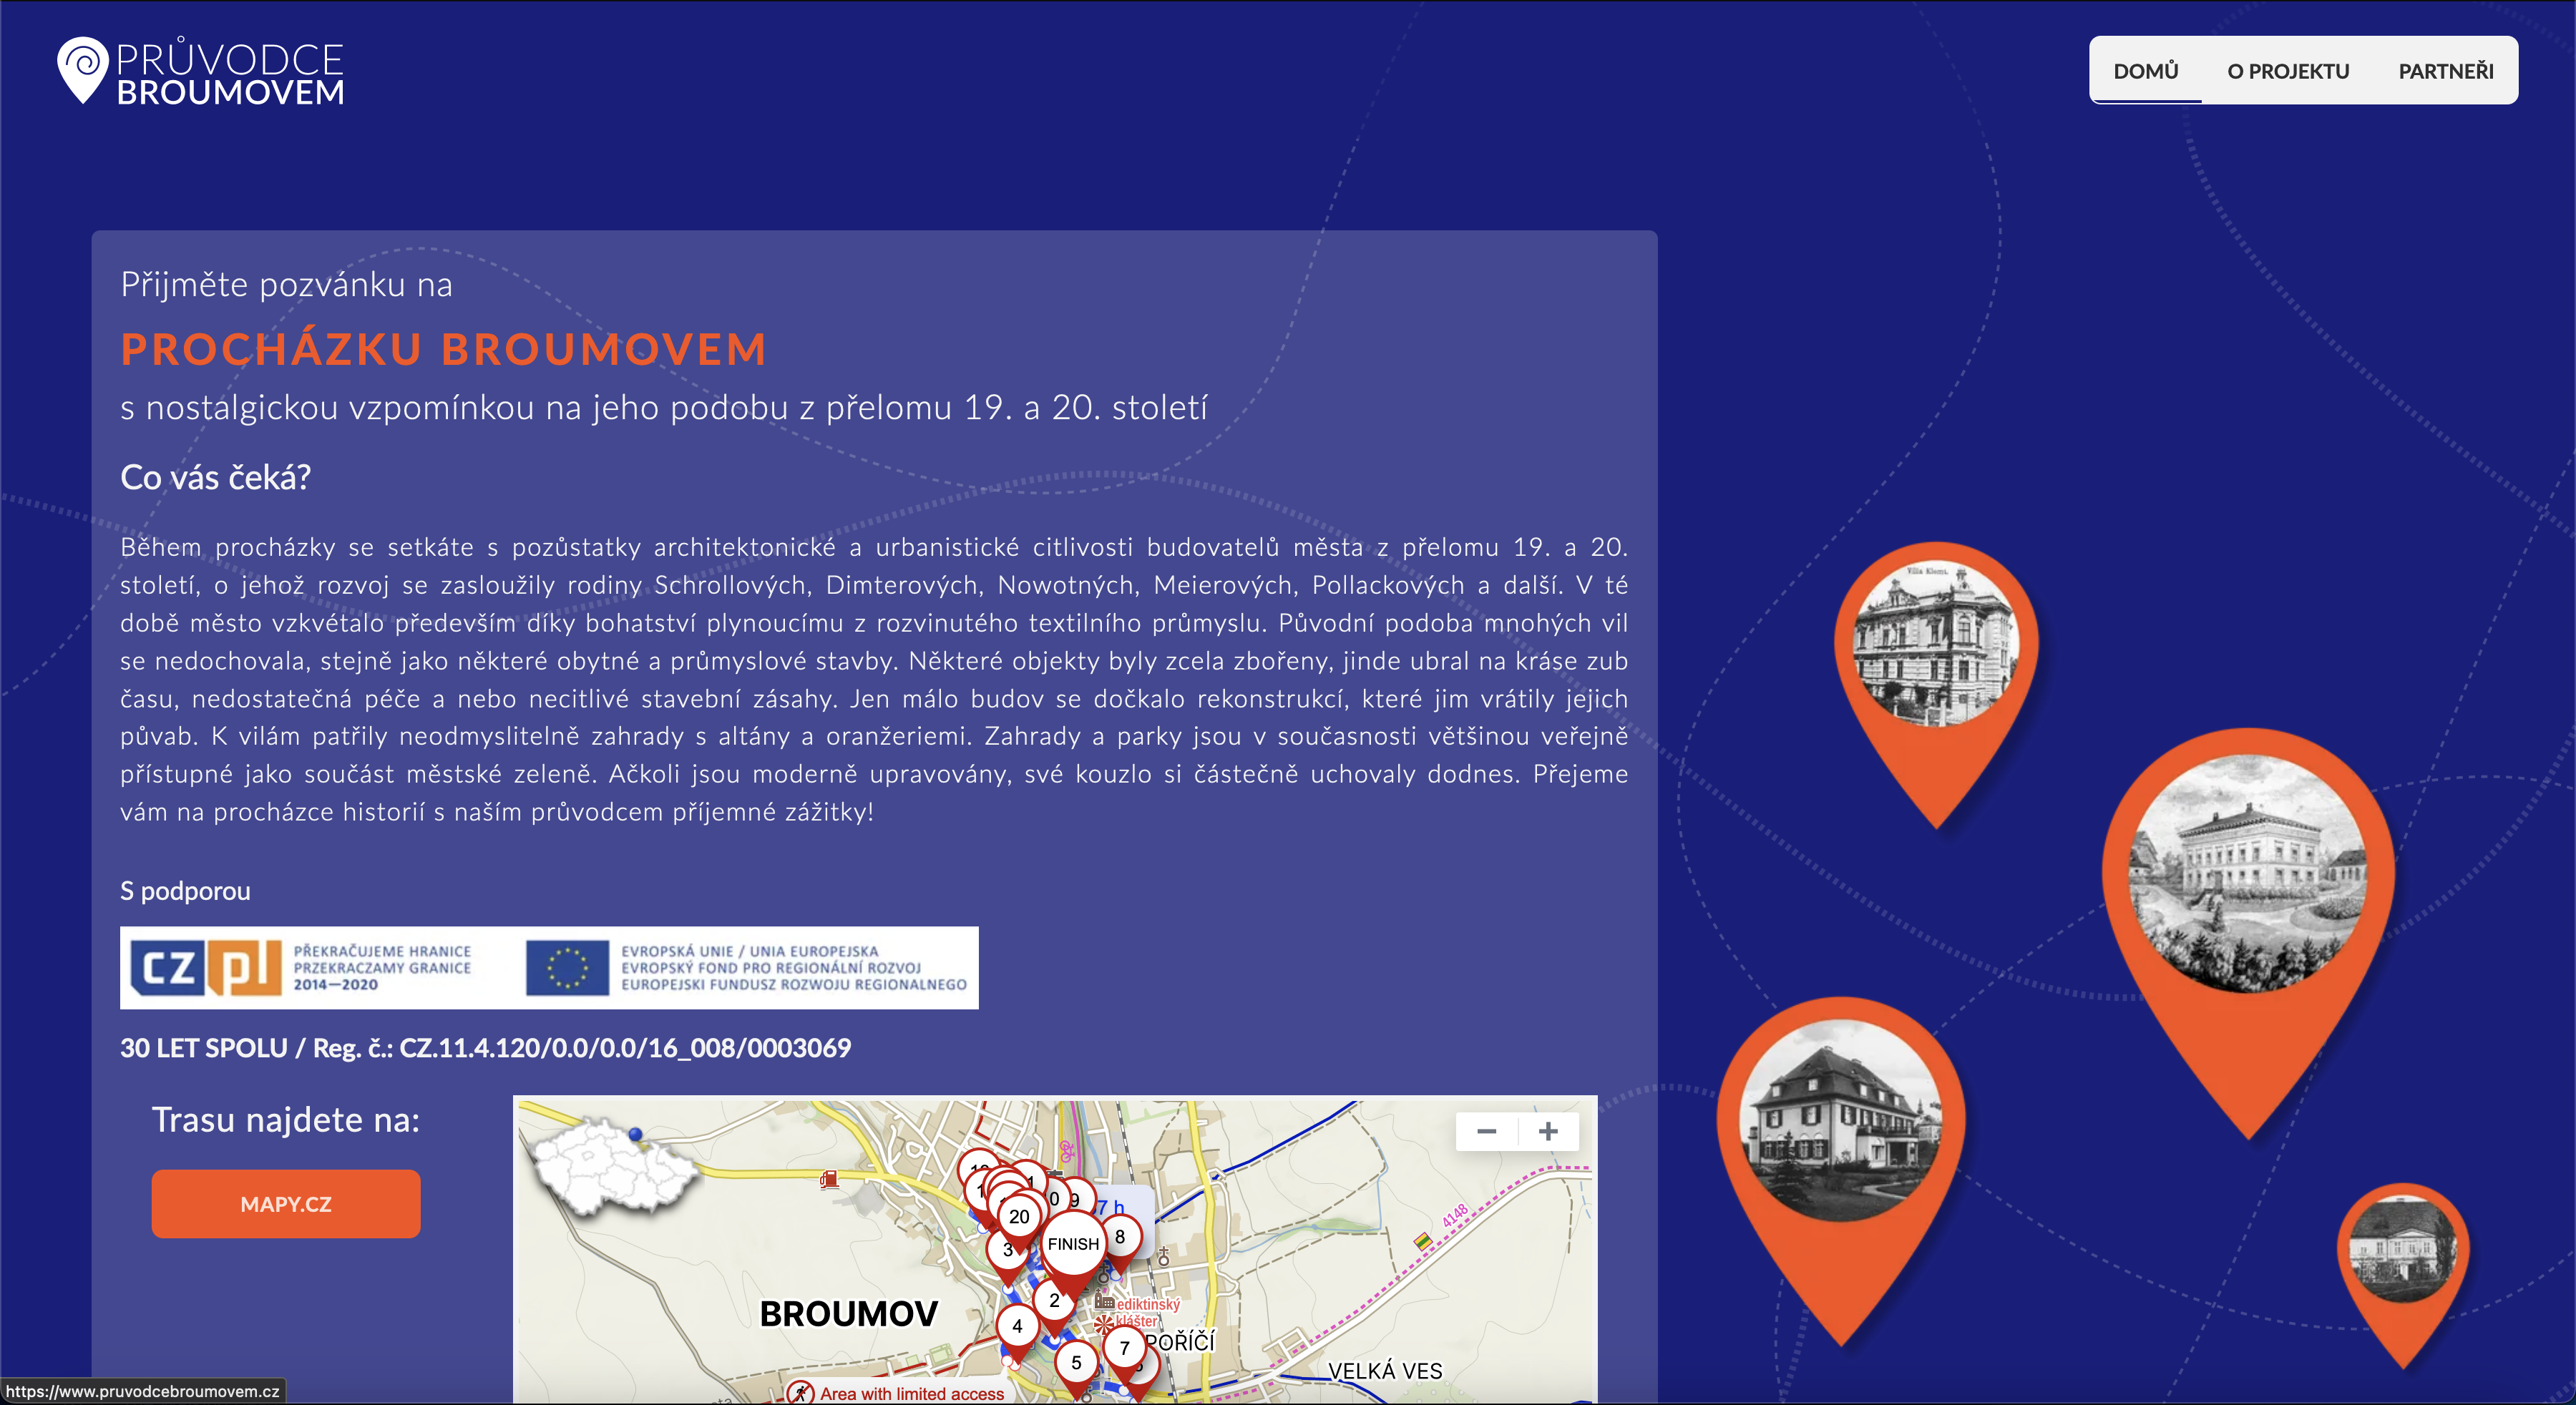 PRŮVODCE
BROUMOVEM
DOMŮ
O PROJEKTU
PARTNEŘI
Přijměte pozvánku na
PROCHÁZKU BROUMOVEM
s nostalgickou vzpomínkou na jeho podobu z přelomu 19. a 20. století
Co vás čeká?
Během procházky se setkáte s pozůstatky architektonické a urbanistické citlivosti budovatelů města z přelomu 19. a 20.
století, o jehož rozvoj se zasloužily rodiny Schrollových, Dimterových, Nowotných, Meierových, Pollackových a další. V té
době město vzkvétalo především díky bohatství plynoucímu z rozvinutého textilního průmyslu. Původní podoba mnohých vil
se nedochovala, stejně jako některé obytné a průmyslové stavby. Některé objekty byly zcela zbořeny, jinde ubral na kráse zub
času, nedostatečná péče a nebo necitlivé stavební zásahy. Jen málo budov se dočkalo rekonstrukcí, které jim vrátily jejich
půvab. K vilám patřily neodmyslitelně zahrady s altány a oranžeriemi. Zahrady a parky jsou v současnosti většinou veřejně
přístupné jako součást městské zeleně. Ačkoli jsou moderně upravovány, své kouzlo si částečně uchovaly dodnes. Přejeme
vám na procházce historií s naším průvodcem příjemné zážitky!
S podporou
cz pl
PŘEKRAČUJEME HRANICE
PRZEKRACZAMY GRANICE
2014—2020
EVROPSKÁ UNIE / UNIA EUROPEJSKA
EVROPSKÝ FOND PRO REGIONÁLNÍ ROZVOJ
EUROPEJSKI FUNDUSZ ROZWOJU REGIONALNEGO
30 LET SPOLU / Reg. č.: CZ.11.4.120/0.0/0.0/16_008/0003069
Trasu najdete na:
MAPY.CZ
− +
9
7 h
20
8
3
FINISH
2
4
5
7
4148
BROUMOV
ediktinský
klášter
POŘÍČÍ
VELKÁ VES
Area with limited access
Villa Klomt.
https://www.pruvodcebroumovem.cz